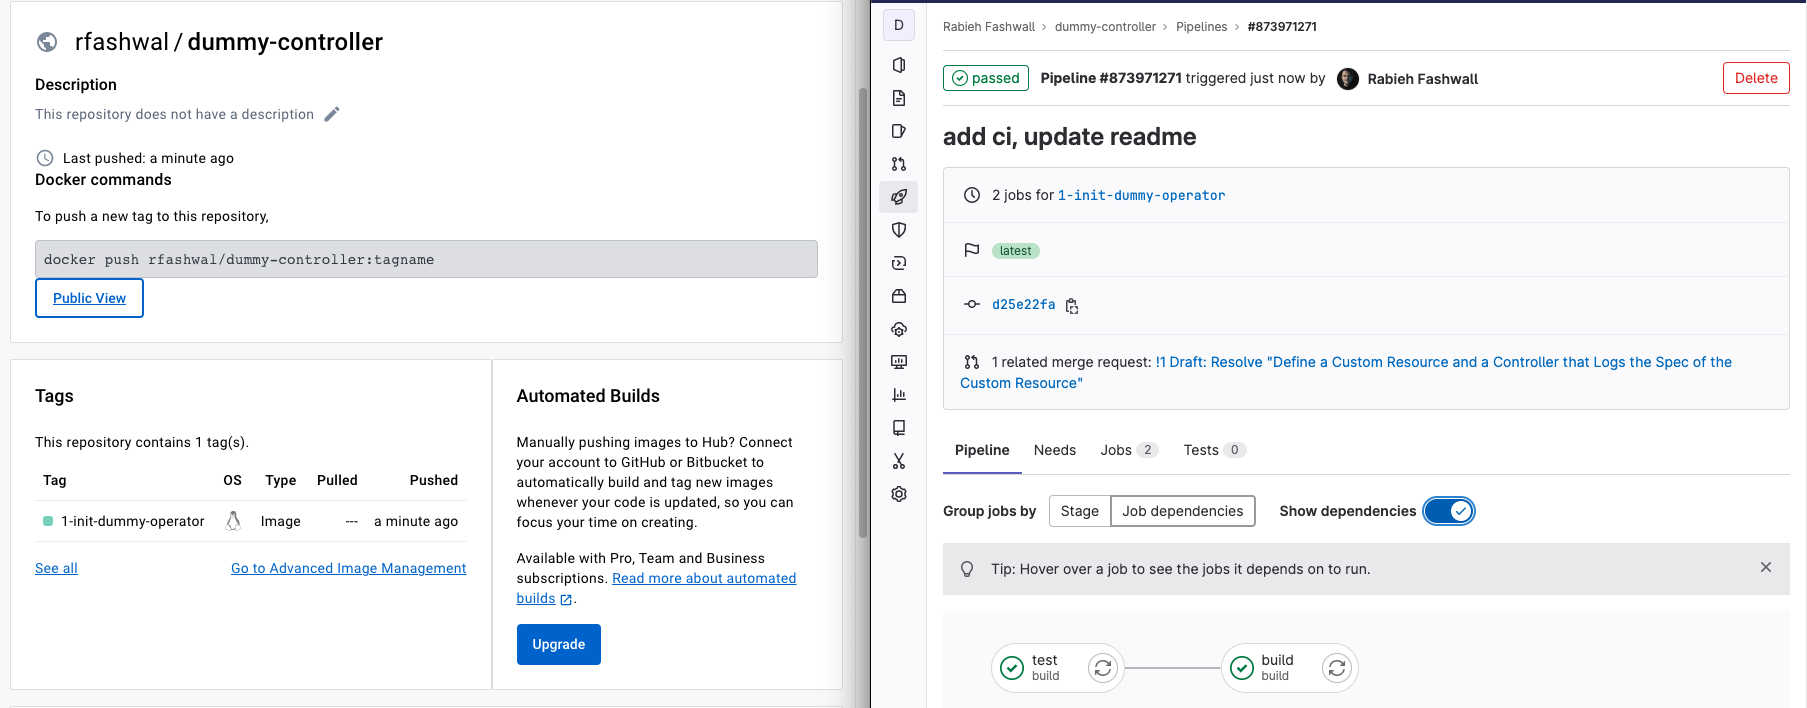 rfashwal / dummy-controller
Description
This repository does not have a description
Last pushed: a minute ago
Docker commands
To push a new tag to this repository,
docker push rfashwal/dummy-controller:tagname
Public View
Tags
This repository contains 1 tag(s).
Tag OS Type Pulled Pushed
1-init-dummy-operator Image --- a minute ago
See all Go to Advanced Image Management
Automated Builds
Manually pushing images to Hub? Connect
your account to GitHub or Bitbucket to
automatically build and tag new images
whenever your code is updated, so you can
focus your time on creating.
Available with Pro, Team and Business
subscriptions. Read more about automated
builds .
Upgrade
D
Rabieh Fashwall › dummy-controller › Pipelines › #873971271
passed Pipeline #873971271 triggered just now by Rabieh Fashwall Delete
add ci, update readme
2 jobs for 1-init-dummy-operator
latest
d25e22fa
1 related merge request: !1 Draft: Resolve "Define a Custom Resource and a Controller that Logs the Spec of the
Custom Resource"
Pipeline Needs Jobs 2 Tests 0
Group jobs by Stage Job dependencies Show dependencies
Tip: Hover over a job to see the jobs it depends on to run.
test
build
build
build